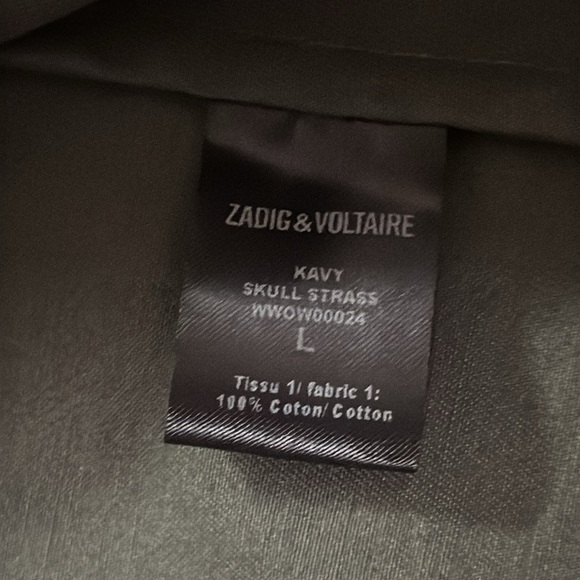 ZADIG&VOLTAIRE
KAVY
SKULL STRASS
WWOW00024
L
Tissu 1/ fabric 1:
100% Coton/ Cotton